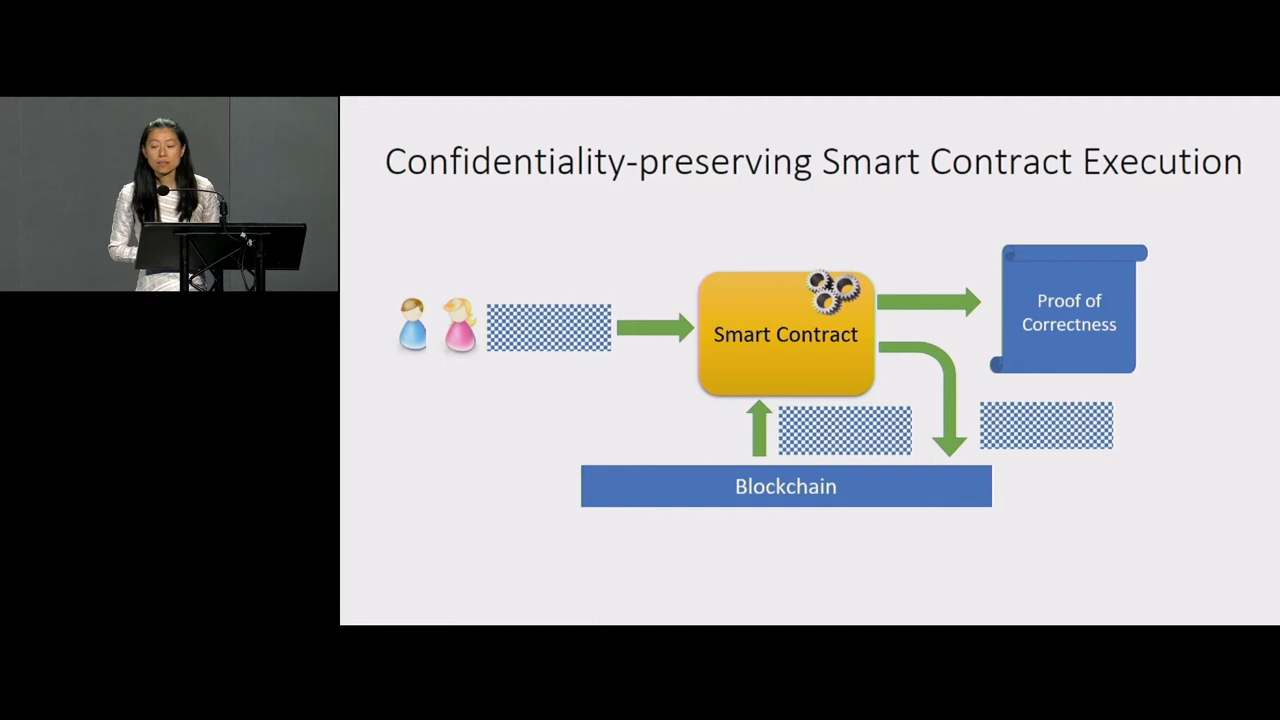 Confidentiality-preserving Smart Contract Execution
Proof of
Correctness
Smart Contract
Blockchain